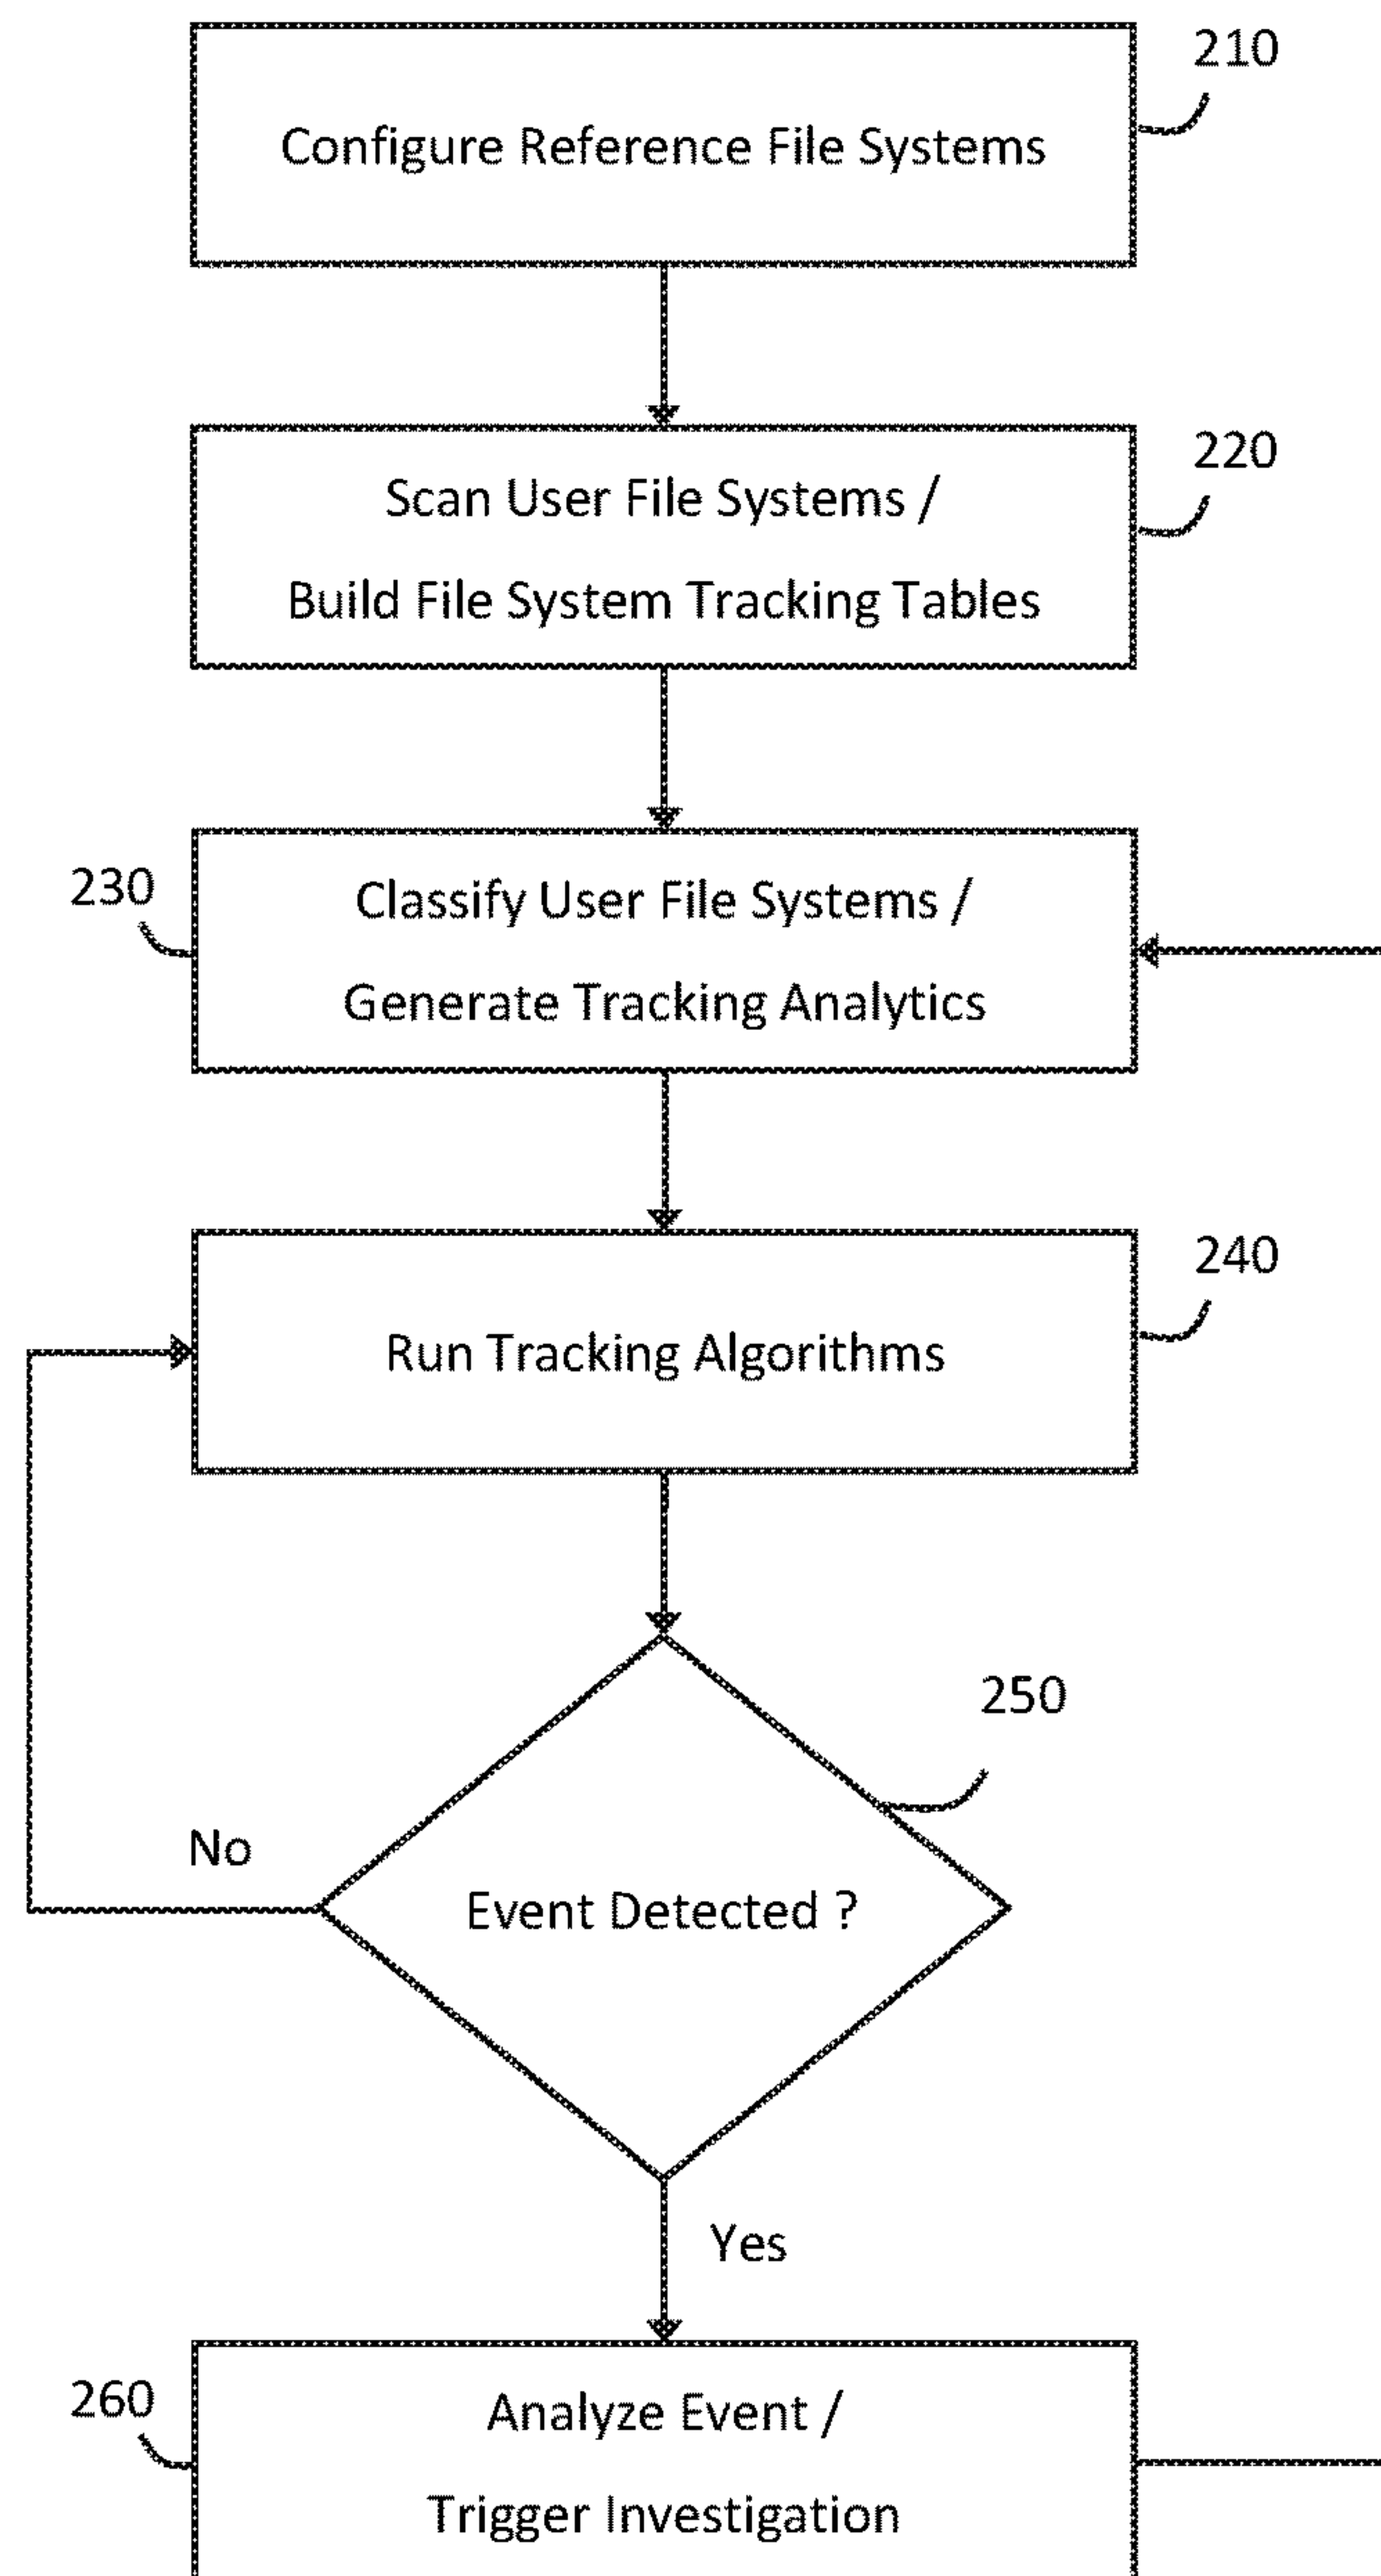 210
Configure Reference File Systems
220
Scan User File Systems /
Build File System Tracking Tables
230
Classify User File Systems /
Generate Tracking Analytics
240
Run Tracking Algorithms
250
No
Event Detected ?
Yes
260
Analyze Event /
Trigger Investigation